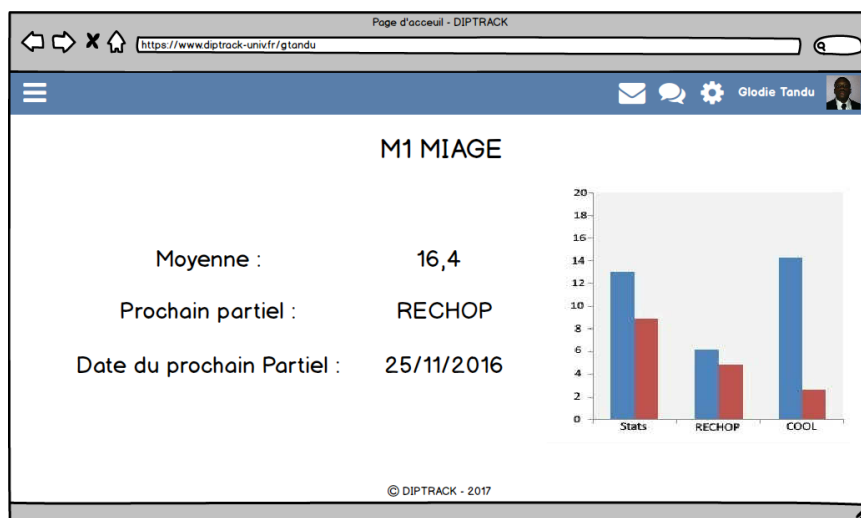 Page d'acceuil - DIPTRACK
https://www.diptrack-univ.fr/gtandu
Glodie Tandu
M1 MIAGE
Moyenne : 16,4
Prochain partiel : RECHOP
Date du prochain Partiel : 25/11/2016
20
18
16
14
12
10
8
6
4
2
0
Stats RECHOP COOL
© DIPTRACK - 2017